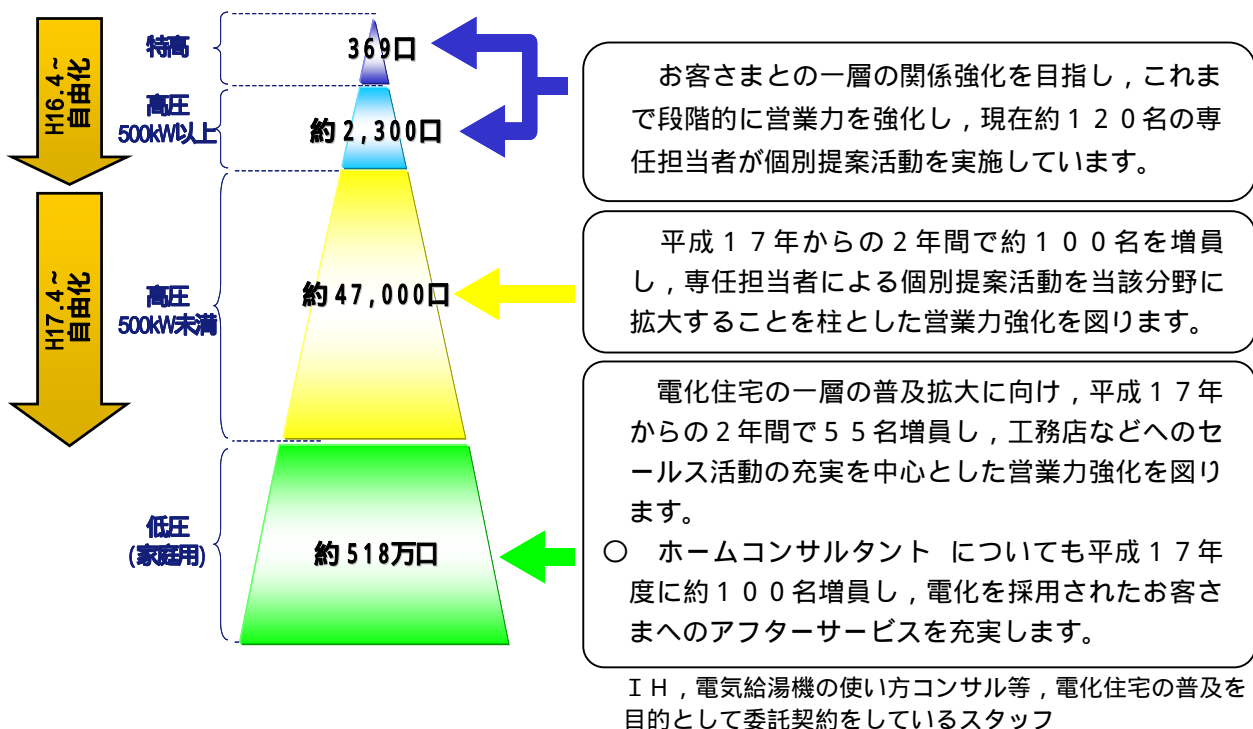 H16.4~
自由化
特高
369口
高圧
500kW以上
約2,300口
お客さまとの一層の関係強化を目指し，これま
で段階的に営業力を強化し，現在約１２０名の専
任担当者が個別提案活動を実施しています。
H17.4~
自由化
高圧
500kW未満
約47,000口
平成１７年からの２年間で約１００名を増員
し，専任担当者による個別提案活動を当該分野に
拡大することを柱とした営業力強化を図ります。
低圧
(家庭用)
約518万口
電化住宅の一層の普及拡大に向け，平成１７年
からの２年間で５５名増員し，工務店などへのセ
ールス活動の充実を中心とした営業力強化を図り
ます。
○　ホームコンサルタント　についても平成１７年
度に約１００名増員し，電化を採用されたお客さ
まへのアフターサービスを充実します。
ＩＨ，電気給湯機の使い方コンサル等，電化住宅の普及を
目的として委託契約をしているスタッフ